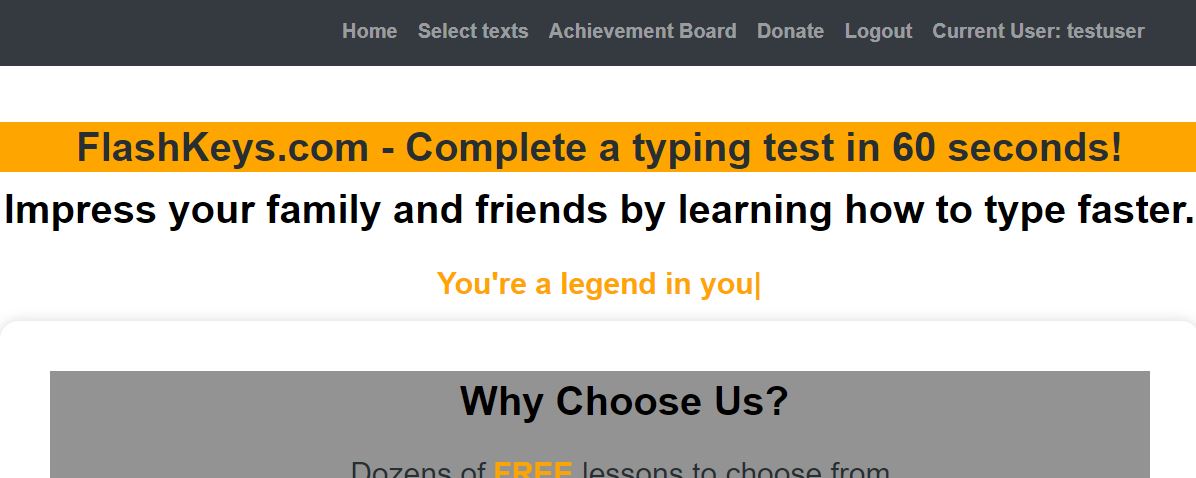 Home Select texts Achievement Board Donate Logout Current User: testuser
FlashKeys.com - Complete a typing test in 60 seconds!
Impress your family and friends by learning how to type faster.
You're a legend in you|
Why Choose Us?
Dozens of FREE lessons to choose from